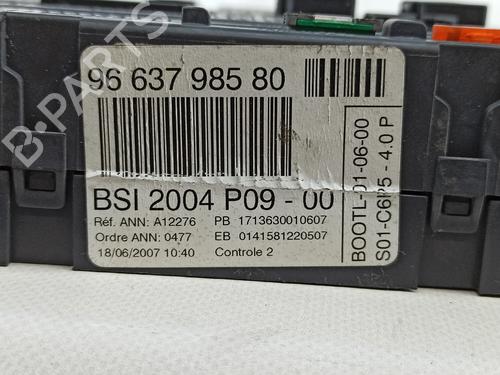 96 637 985 80
BSI 2004 P09 - 00
Réf. ANN: A12276 PB 1713630010607
Ordre ANN: 0477 EB 0141581220507
18/06/2007 10:40 Controle 2
BOOTL-01-06-00
S01-C6P5 - 4.0 P
B-PARTS